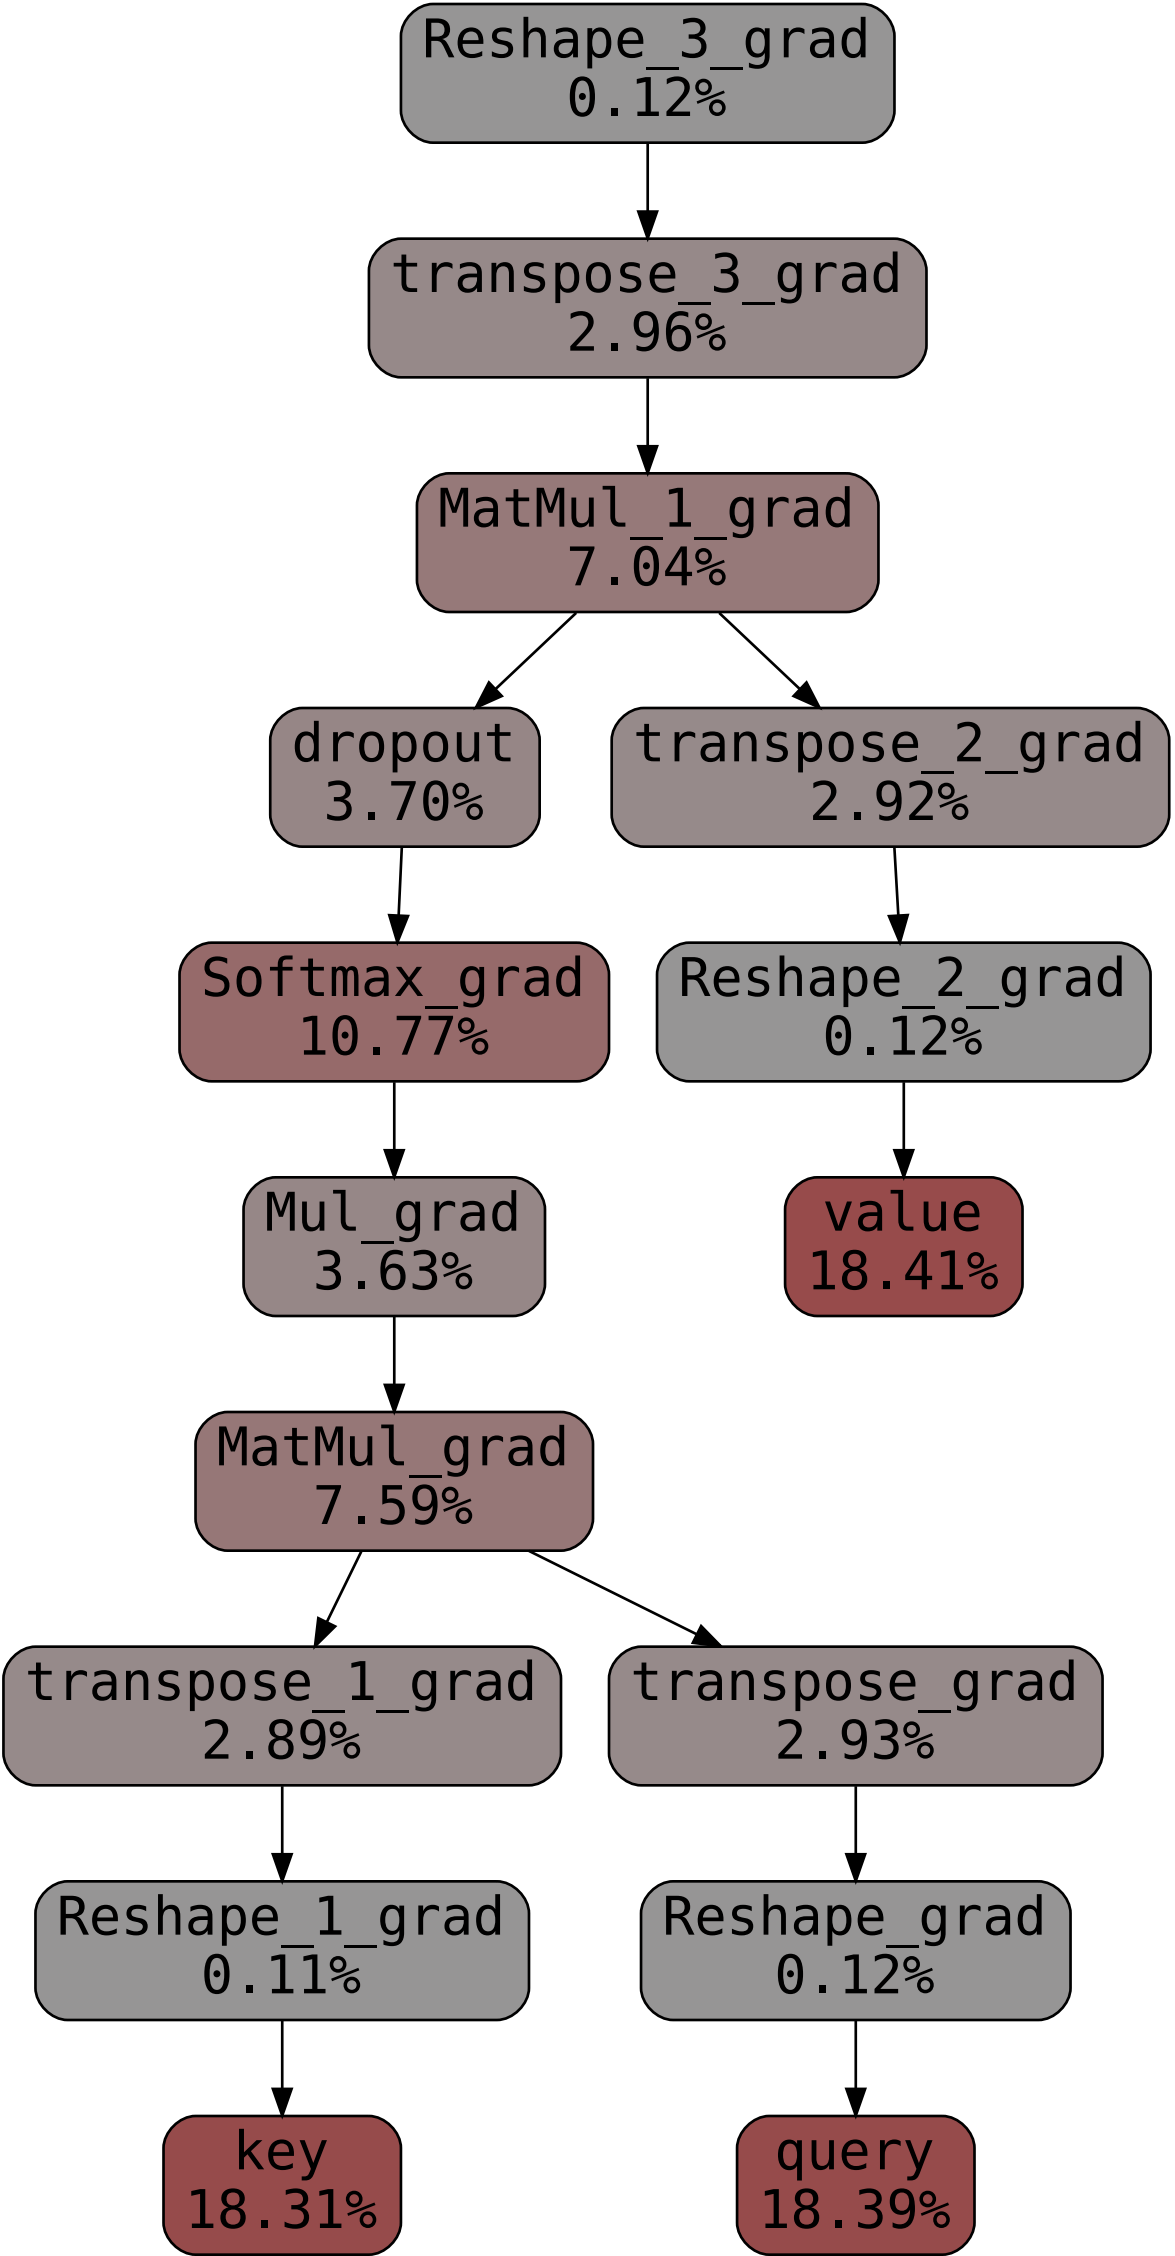 Reshape_3_grad
0.12%
transpose_3_grad
2.96%
MatMul_1_grad
7.04%
dropout
3.70%
transpose_2_grad
2.92%
Softmax_grad
10.77%
Reshape_2_grad
0.12%
Mul_grad
3.63%
value
18.41%
MatMul_grad
7.59%
transpose_1_grad
2.89%
transpose_grad
2.93%
Reshape_1_grad
0.11%
Reshape_grad
0.12%
key
18.31%
query
18.39%